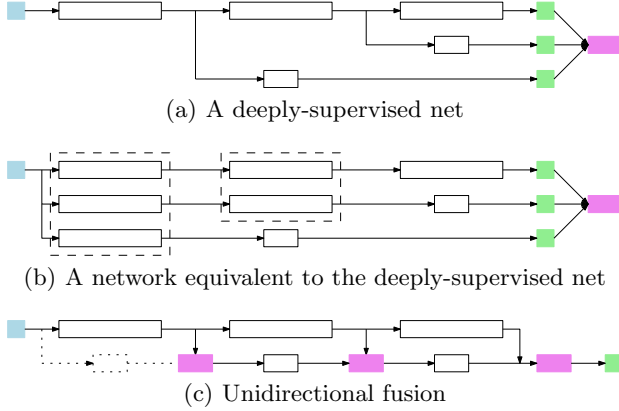 (a) A deeply-supervised net
(b) A network equivalent to the deeply-supervised net
(c) Unidirectional fusion